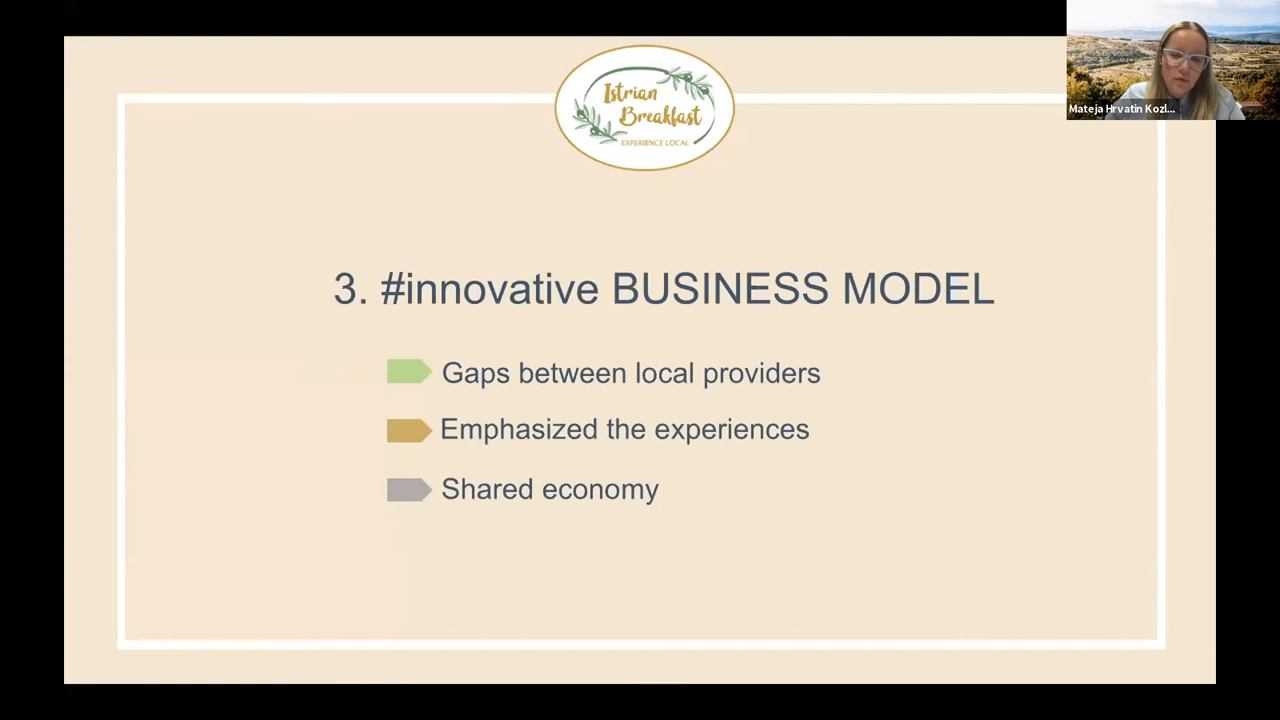 Istrian
Breakfast
EXPERIENCE LOCAL
Mateja Hrvatin Kozl...
3. #innovative BUSINESS MODEL
Gaps between local providers
Emphasized the experiences
Shared economy